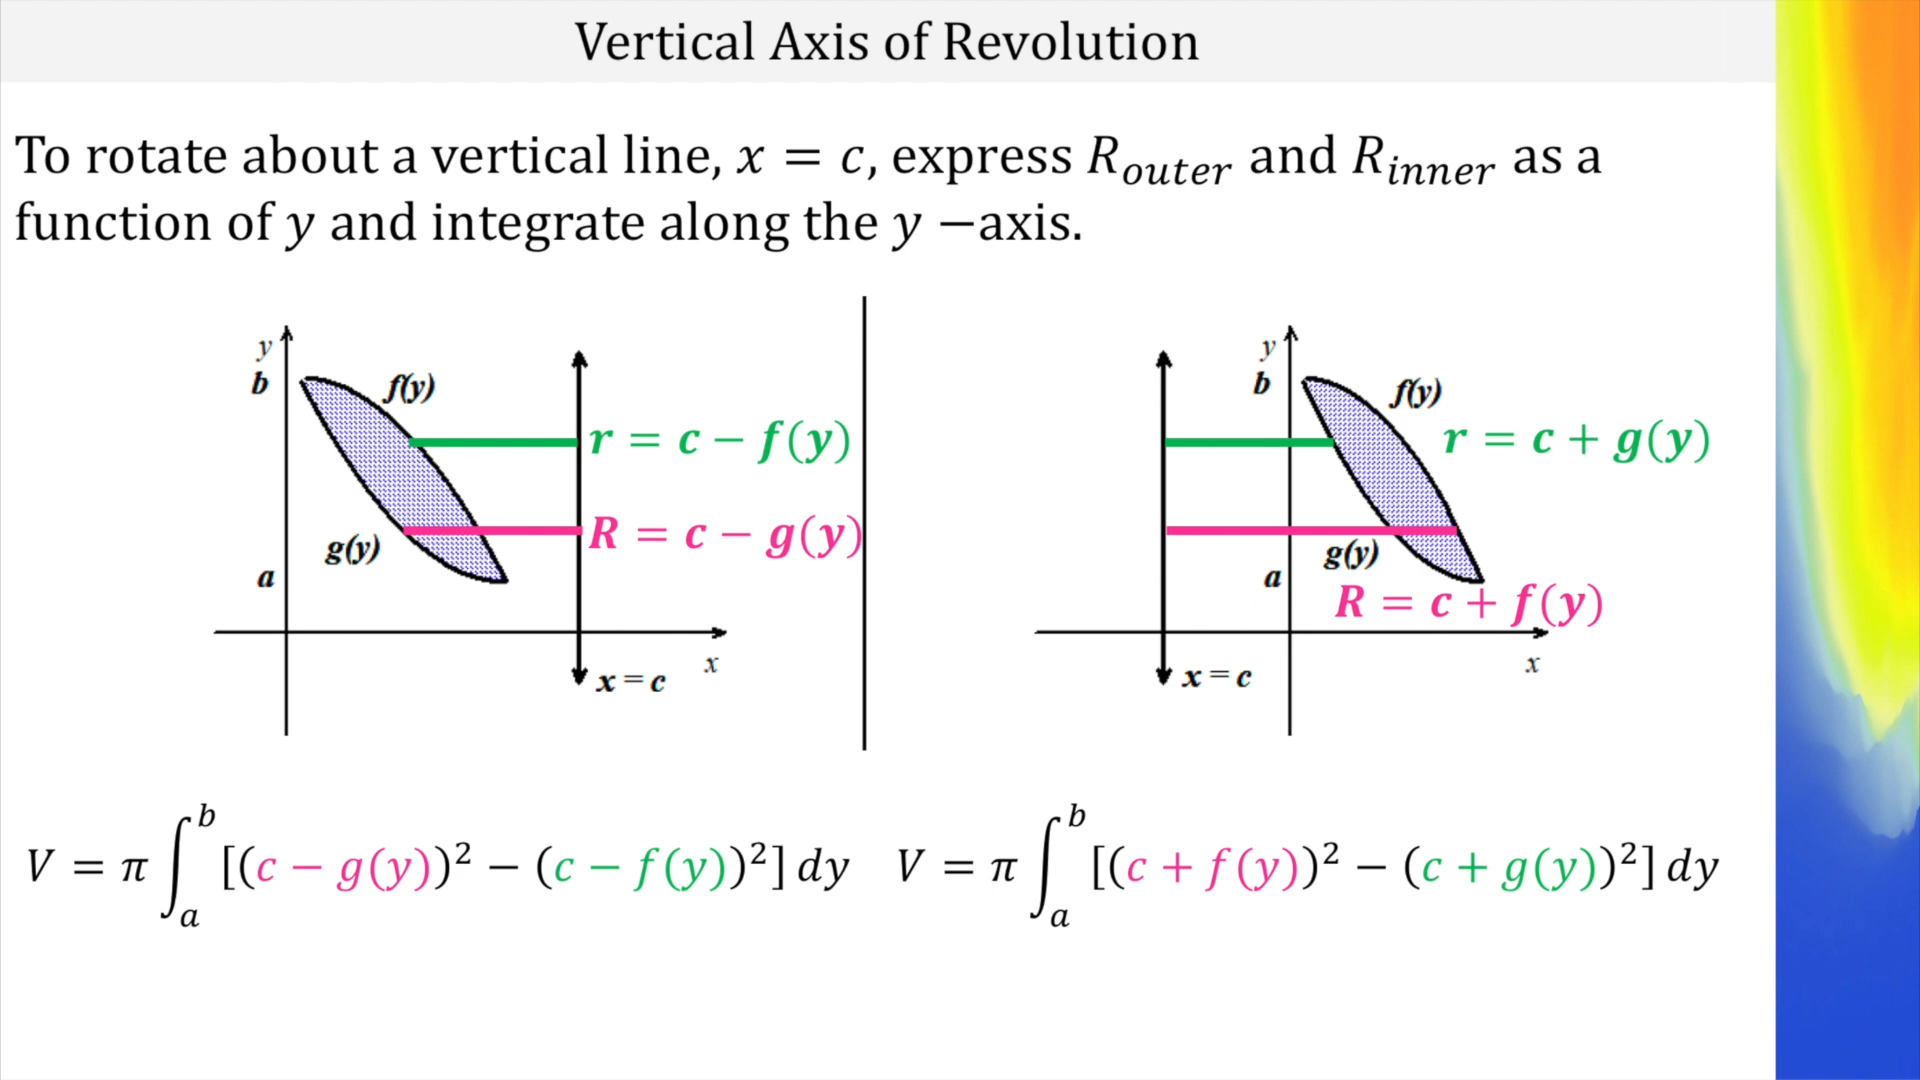 Vertical Axis of Revolution
To rotate about a vertical line, x = c, express R_outer and R_inner as a
function of y and integrate along the y −axis.
y
b
f(y)
r = c − f(y)
R = c − g(y)
g(y)
a
x
x = c
y
b
f(y)
r = c + g(y)
g(y)
a
R = c + f(y)
x
x = c
V = π ∫_a^b [(c − g(y))² − (c − f(y))²] dy
V = π ∫_a^b [(c + f(y))² − (c + g(y))²] dy